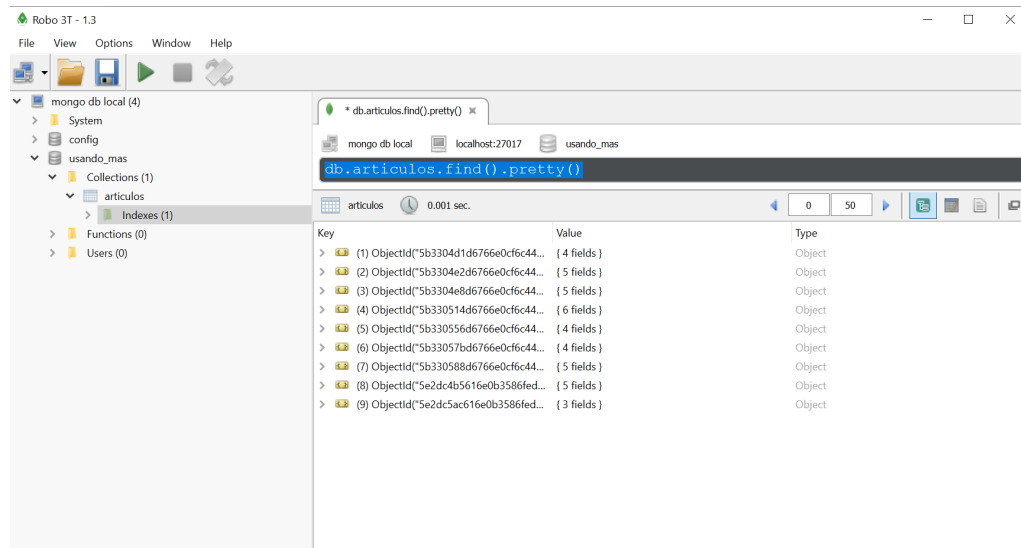 Robo 3T - 1.3
File View Options Window Help
mongo db local (4)
System
config
usando_mas
Collections (1)
articulos
Indexes (1)
Functions (0)
Users (0)
* db.articulos.find().pretty()
mongo db local localhost:27017 usando_mas
db.articulos.find().pretty()
articulos 0.001 sec. 0 50
Key Value Type
(1) ObjectId("5b3304d1d6766e0cf6c44... { 4 fields } Object
(2) ObjectId("5b3304e2d6766e0cf6c44... { 5 fields } Object
(3) ObjectId("5b3304e8d6766e0cf6c44... { 5 fields } Object
(4) ObjectId("5b330514d6766e0cf6c44... { 6 fields } Object
(5) ObjectId("5b330556d6766e0cf6c44... { 4 fields } Object
(6) ObjectId("5b33057bd6766e0cf6c44... { 4 fields } Object
(7) ObjectId("5b330588d6766e0cf6c44... { 5 fields } Object
(8) ObjectId("5e2dc4b5616e0b3586fed... { 5 fields } Object
(9) ObjectId("5e2dc5ac616e0b3586fed... { 3 fields } Object